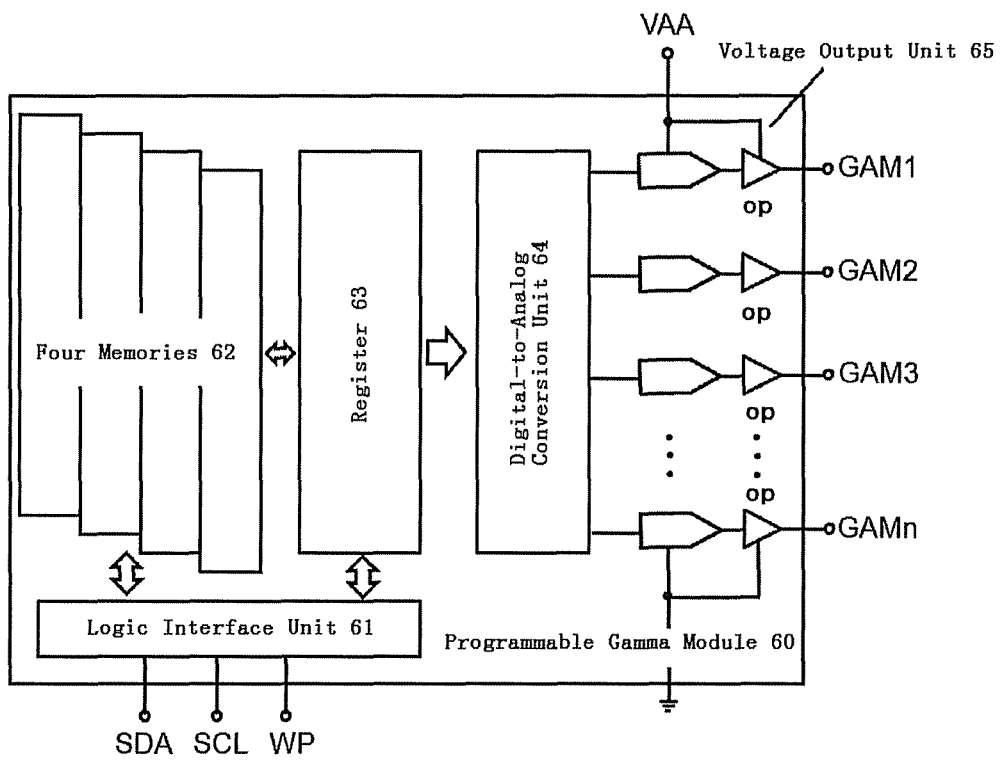 VAA
Voltage Output Unit 65
GAM1
op
GAM2
op
GAM3
op
op
GAMn
Four Memories 62
Register 63
Digital-to-Analog
Conversion Unit 64
Logic Interface Unit 61
Programmable Gamma Module 60
SDA SCL WP